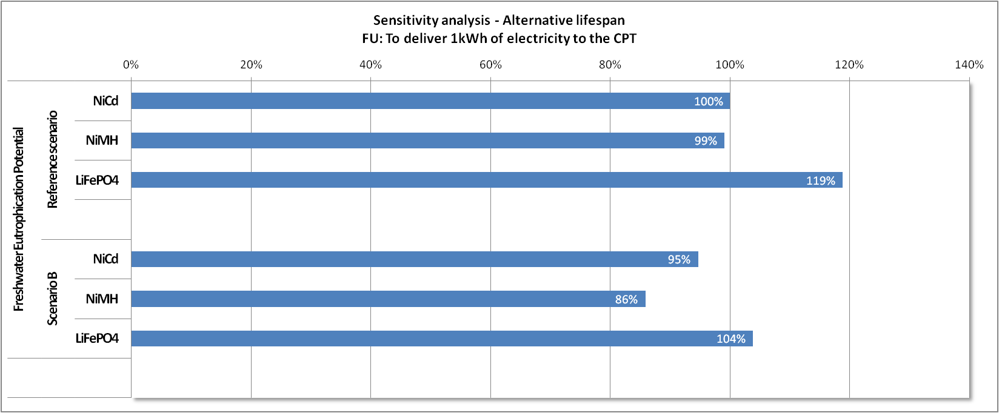 Sensitivity analysis - Alternative lifespan
FU: To deliver 1kWh of electricity to the CPT
0% 20% 40% 60% 80% 100% 120% 140%
Freshwater Eutrophication Potential
Reference scenario
NiCd 100%
NiMH 99%
LiFePO4 119%
Scenario B
NiCd 95%
NiMH 86%
LiFePO4 104%